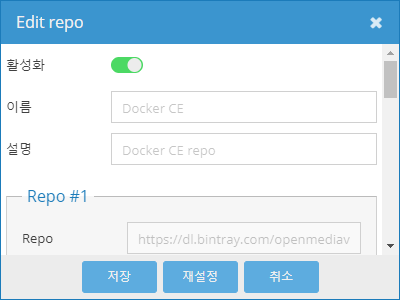 Edit repo
활성화
이름
Docker CE
설명
Docker CE repo
Repo #1
Repo
https://dl.bintray.com/openmediav
저장
재설정
취소